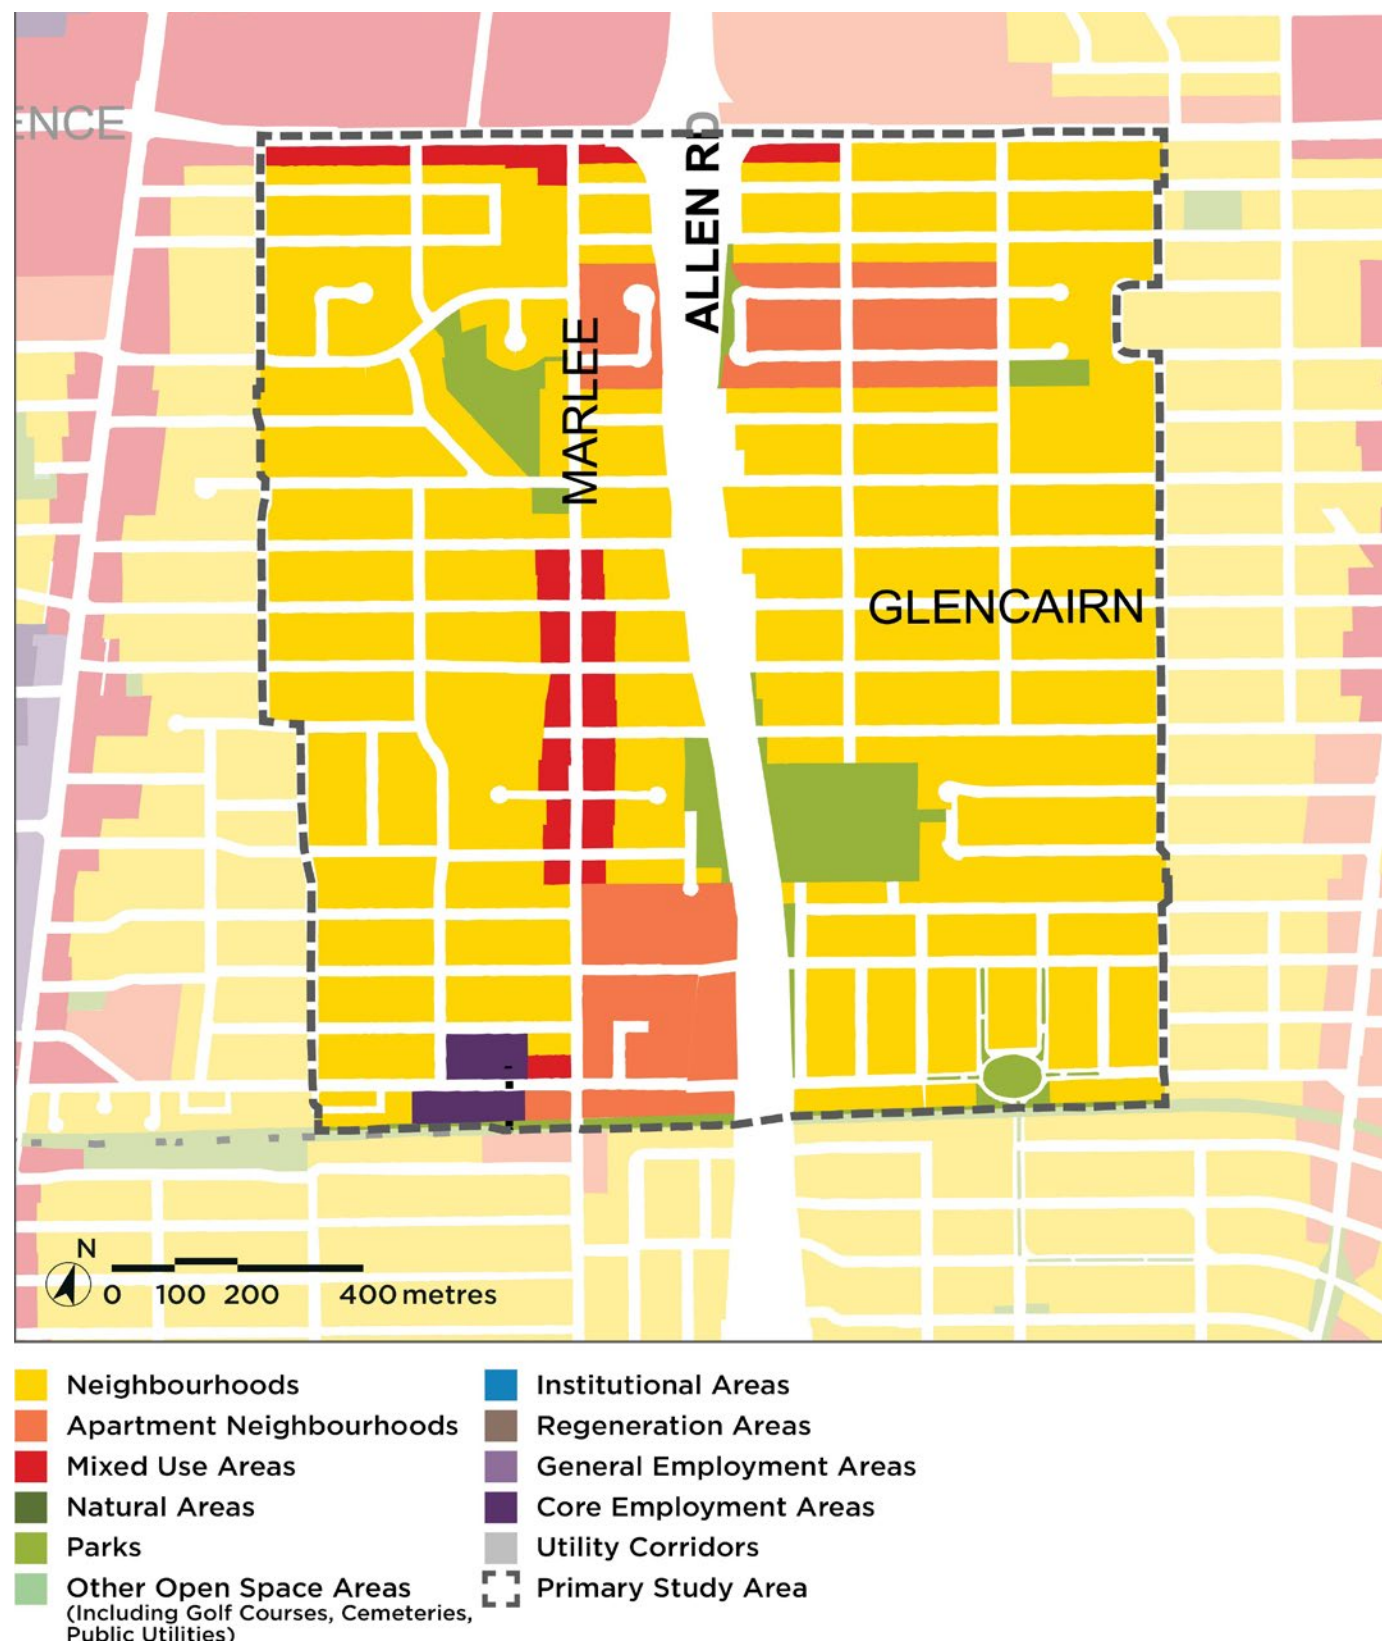 ENCE
ALLEN RD
MARLEE
GLENCAIRN
N
0 100 200 400 metres
Neighbourhoods
Apartment Neighbourhoods
Mixed Use Areas
Natural Areas
Parks
Other Open Space Areas
(Including Golf Courses, Cemeteries,
Public Utilities)
Institutional Areas
Regeneration Areas
General Employment Areas
Core Employment Areas
Utility Corridors
Primary Study Area